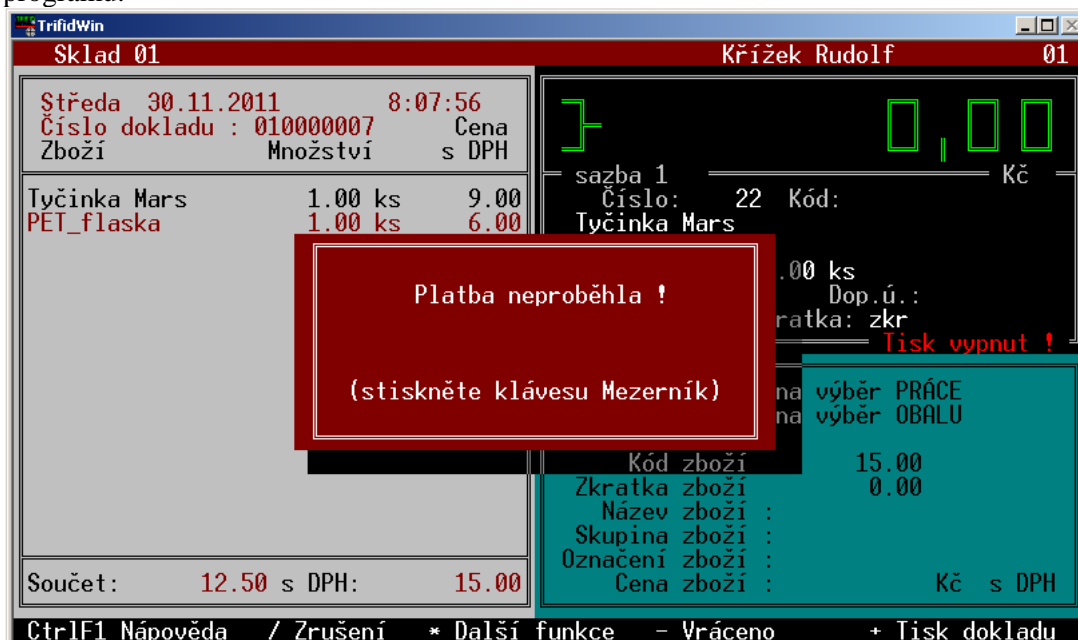 programu.
TrifidWin
Sklad 01 Křížek Rudolf 01
Středa 30.11.2011 8:07:56
Číslo dokladu : 010000007 Cena
Zboží Množství s DPH
Tyčinka Mars 1.00 ks 9.00
PET_flaska 1.00 ks 6.00
Součet: 12.50 s DPH: 15.00
0,00
sazba 1 Kč
Číslo: 22 Kód:
Tyčinka Mars
.00 ks
Dop.ú.:
ratka: zkr
Tisk vypnut !
Platba neproběhla !
(stiskněte klávesu Mezerník)
na výběr PRÁCE
na výběr OBALU
Kód zboží 15.00
Zkratka zboží 0.00
Název zboží :
Skupina zboží :
Označení zboží :
Cena zboží : Kč s DPH
CtrlF1 Nápověda / Zrušení * Další funkce - Vráceno + Tisk dokladu